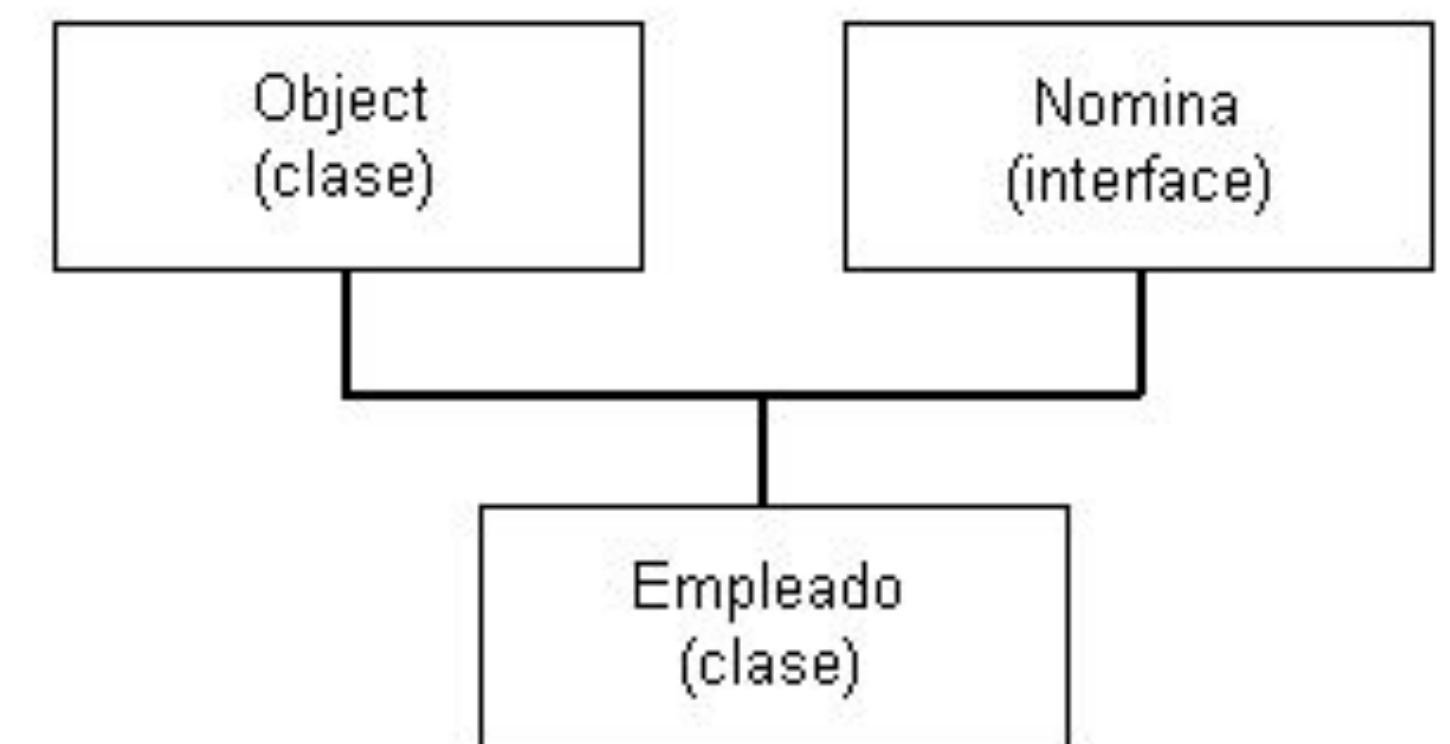 Object
(clase)
Nomina
(interface)
Empleado
(clase)